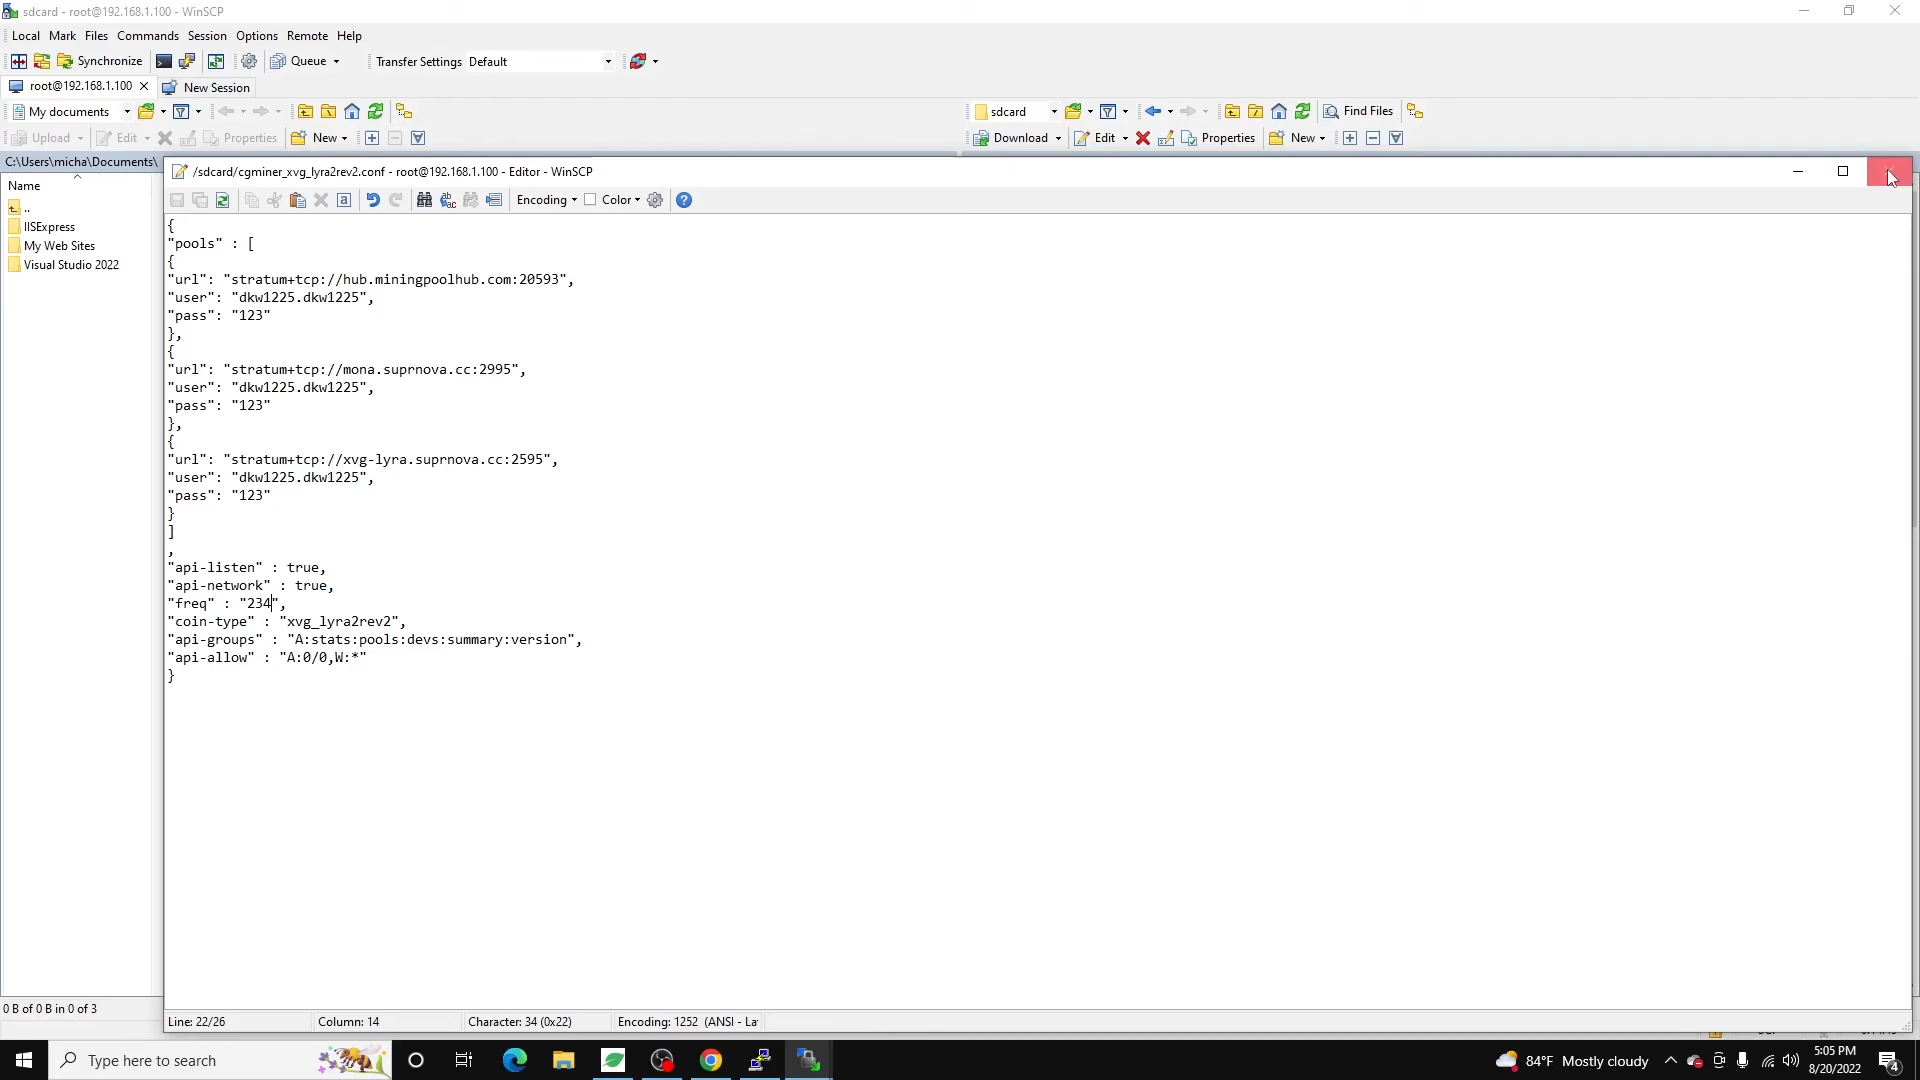 sdcard - root@192.168.1.100 - WinSCP
Local Mark Files Commands Session Options Remote Help
Synchronize Queue Transfer Settings Default
root@192.168.1.100 New Session
My documents sdcard Find Files
Upload Edit Properties New Download Edit Properties New
C:\Users\micha\Documents\
/sdcard/cgminer_xvg_lyra2rev2.conf - root@192.168.1.100 - Editor - WinSCP
Name
Encoding Color
..
IISExpress
My Web Sites
Visual Studio 2022
{
"pools" : [
{
"url": "stratum+tcp://hub.miningpoolhub.com:20593",
"user": "dkw1225.dkw1225",
"pass": "123"
},
{
"url": "stratum+tcp://mona.suprnova.cc:2995",
"user": "dkw1225.dkw1225",
"pass": "123"
},
{
"url": "stratum+tcp://xvg-lyra.suprnova.cc:2595",
"user": "dkw1225.dkw1225",
"pass": "123"
}
]
,
"api-listen" : true,
"api-network" : true,
"freq" : "234",
"coin-type" : "xvg_lyra2rev2",
"api-groups" : "A:stats:pools:devs:summary:version",
"api-allow" : "A:0/0,W:*"
}
0 B of 0 B in 0 of 3
Line: 22/26 Column: 14 Character: 34 (0x22) Encoding: 1252 (ANSI - La
Type here to search
84°F Mostly cloudy
5:05 PM
8/20/2022
4